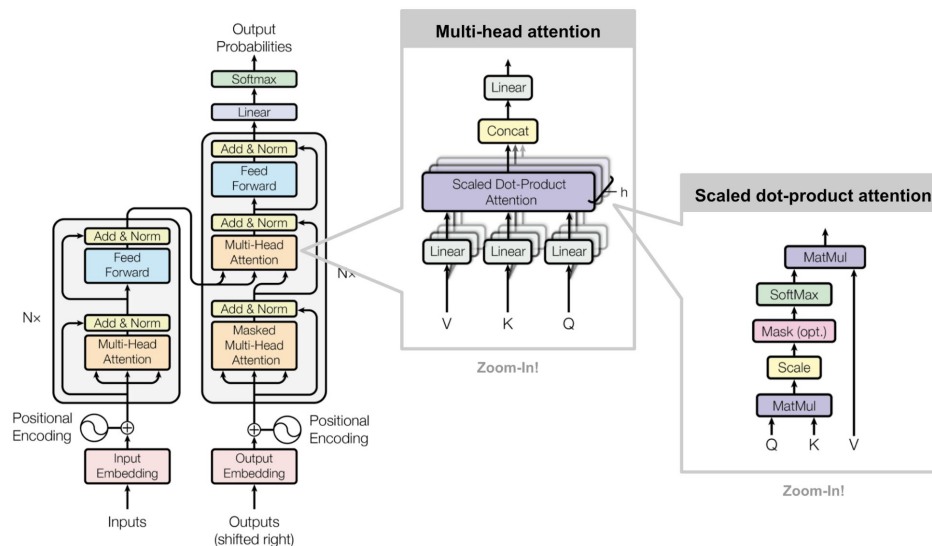 Output
Probabilities
Softmax
Linear
Add & Norm
Feed
Forward
Add & Norm
Multi-Head
Attention
Nx
Add & Norm
Masked
Multi-Head
Attention
Positional
Encoding
Output
Embedding
Outputs
(shifted right)
Add & Norm
Feed
Forward
Nx
Add & Norm
Multi-Head
Attention
Positional
Encoding
Input
Embedding
Inputs
Multi-head attention
Linear
Concat
Scaled Dot-Product
Attention
h
Linear Linear Linear
V K Q
Zoom-In!
Scaled dot-product attention
MatMul
SoftMax
Mask (opt.)
Scale
MatMul
Q K V
Zoom-In!